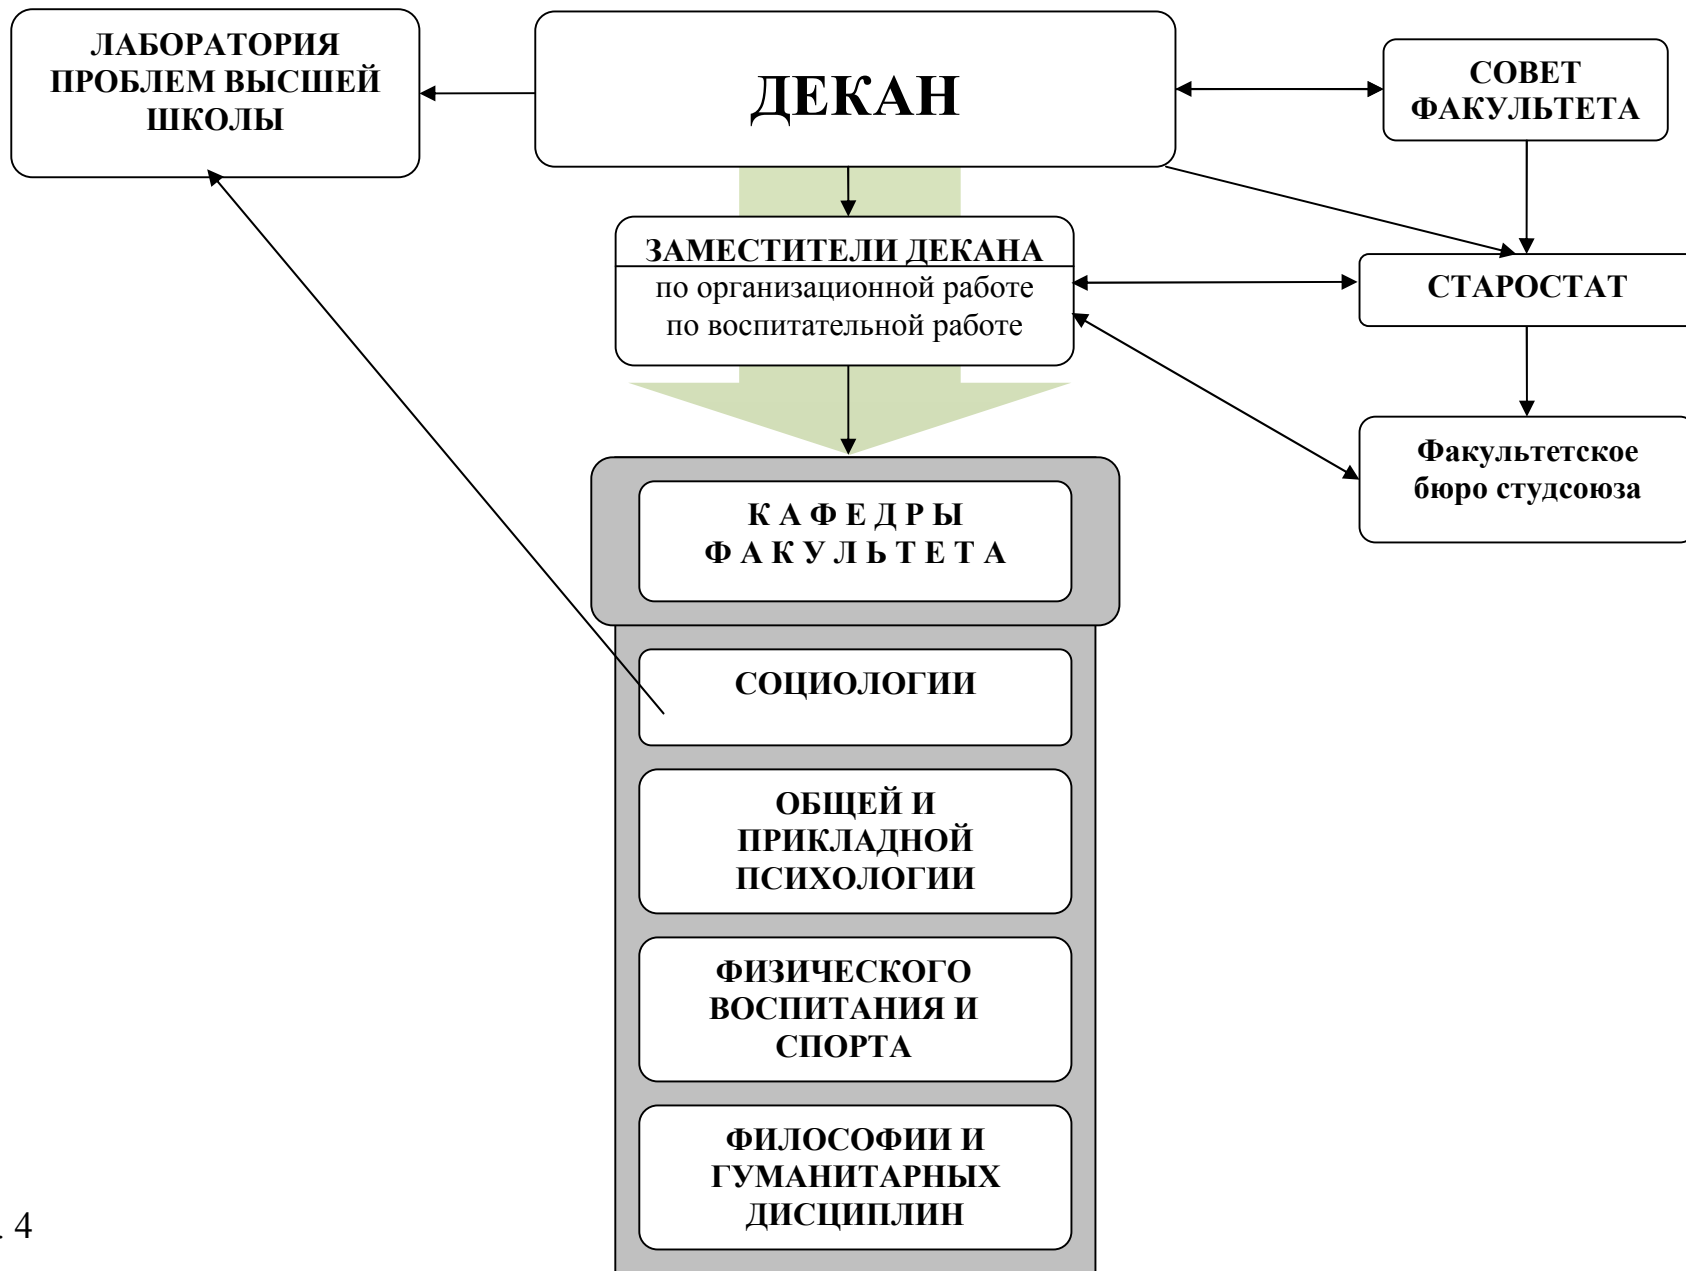 ЛАБОРАТОРИЯ
ПРОБЛЕМ ВЫСШЕЙ
ШКОЛЫ
ДЕКАН
СОВЕТ
ФАКУЛЬТЕТА
ЗАМЕСТИТЕЛИ ДЕКАНА
по организационной работе
по воспитательной работе
СТАРОСТАТ
Факультетское
бюро студсоюза
К А Ф Е Д Р Ы
Ф А К У Л Ь Т Е Т А
СОЦИОЛОГИИ
ОБЩЕЙ И
ПРИКЛАДНОЙ
ПСИХОЛОГИИ
ФИЗИЧЕСКОГО
ВОСПИТАНИЯ И
СПОРТА
ФИЛОСОФИИ И
ГУМАНИТАРНЫХ
ДИСЦИПЛИН
. 4